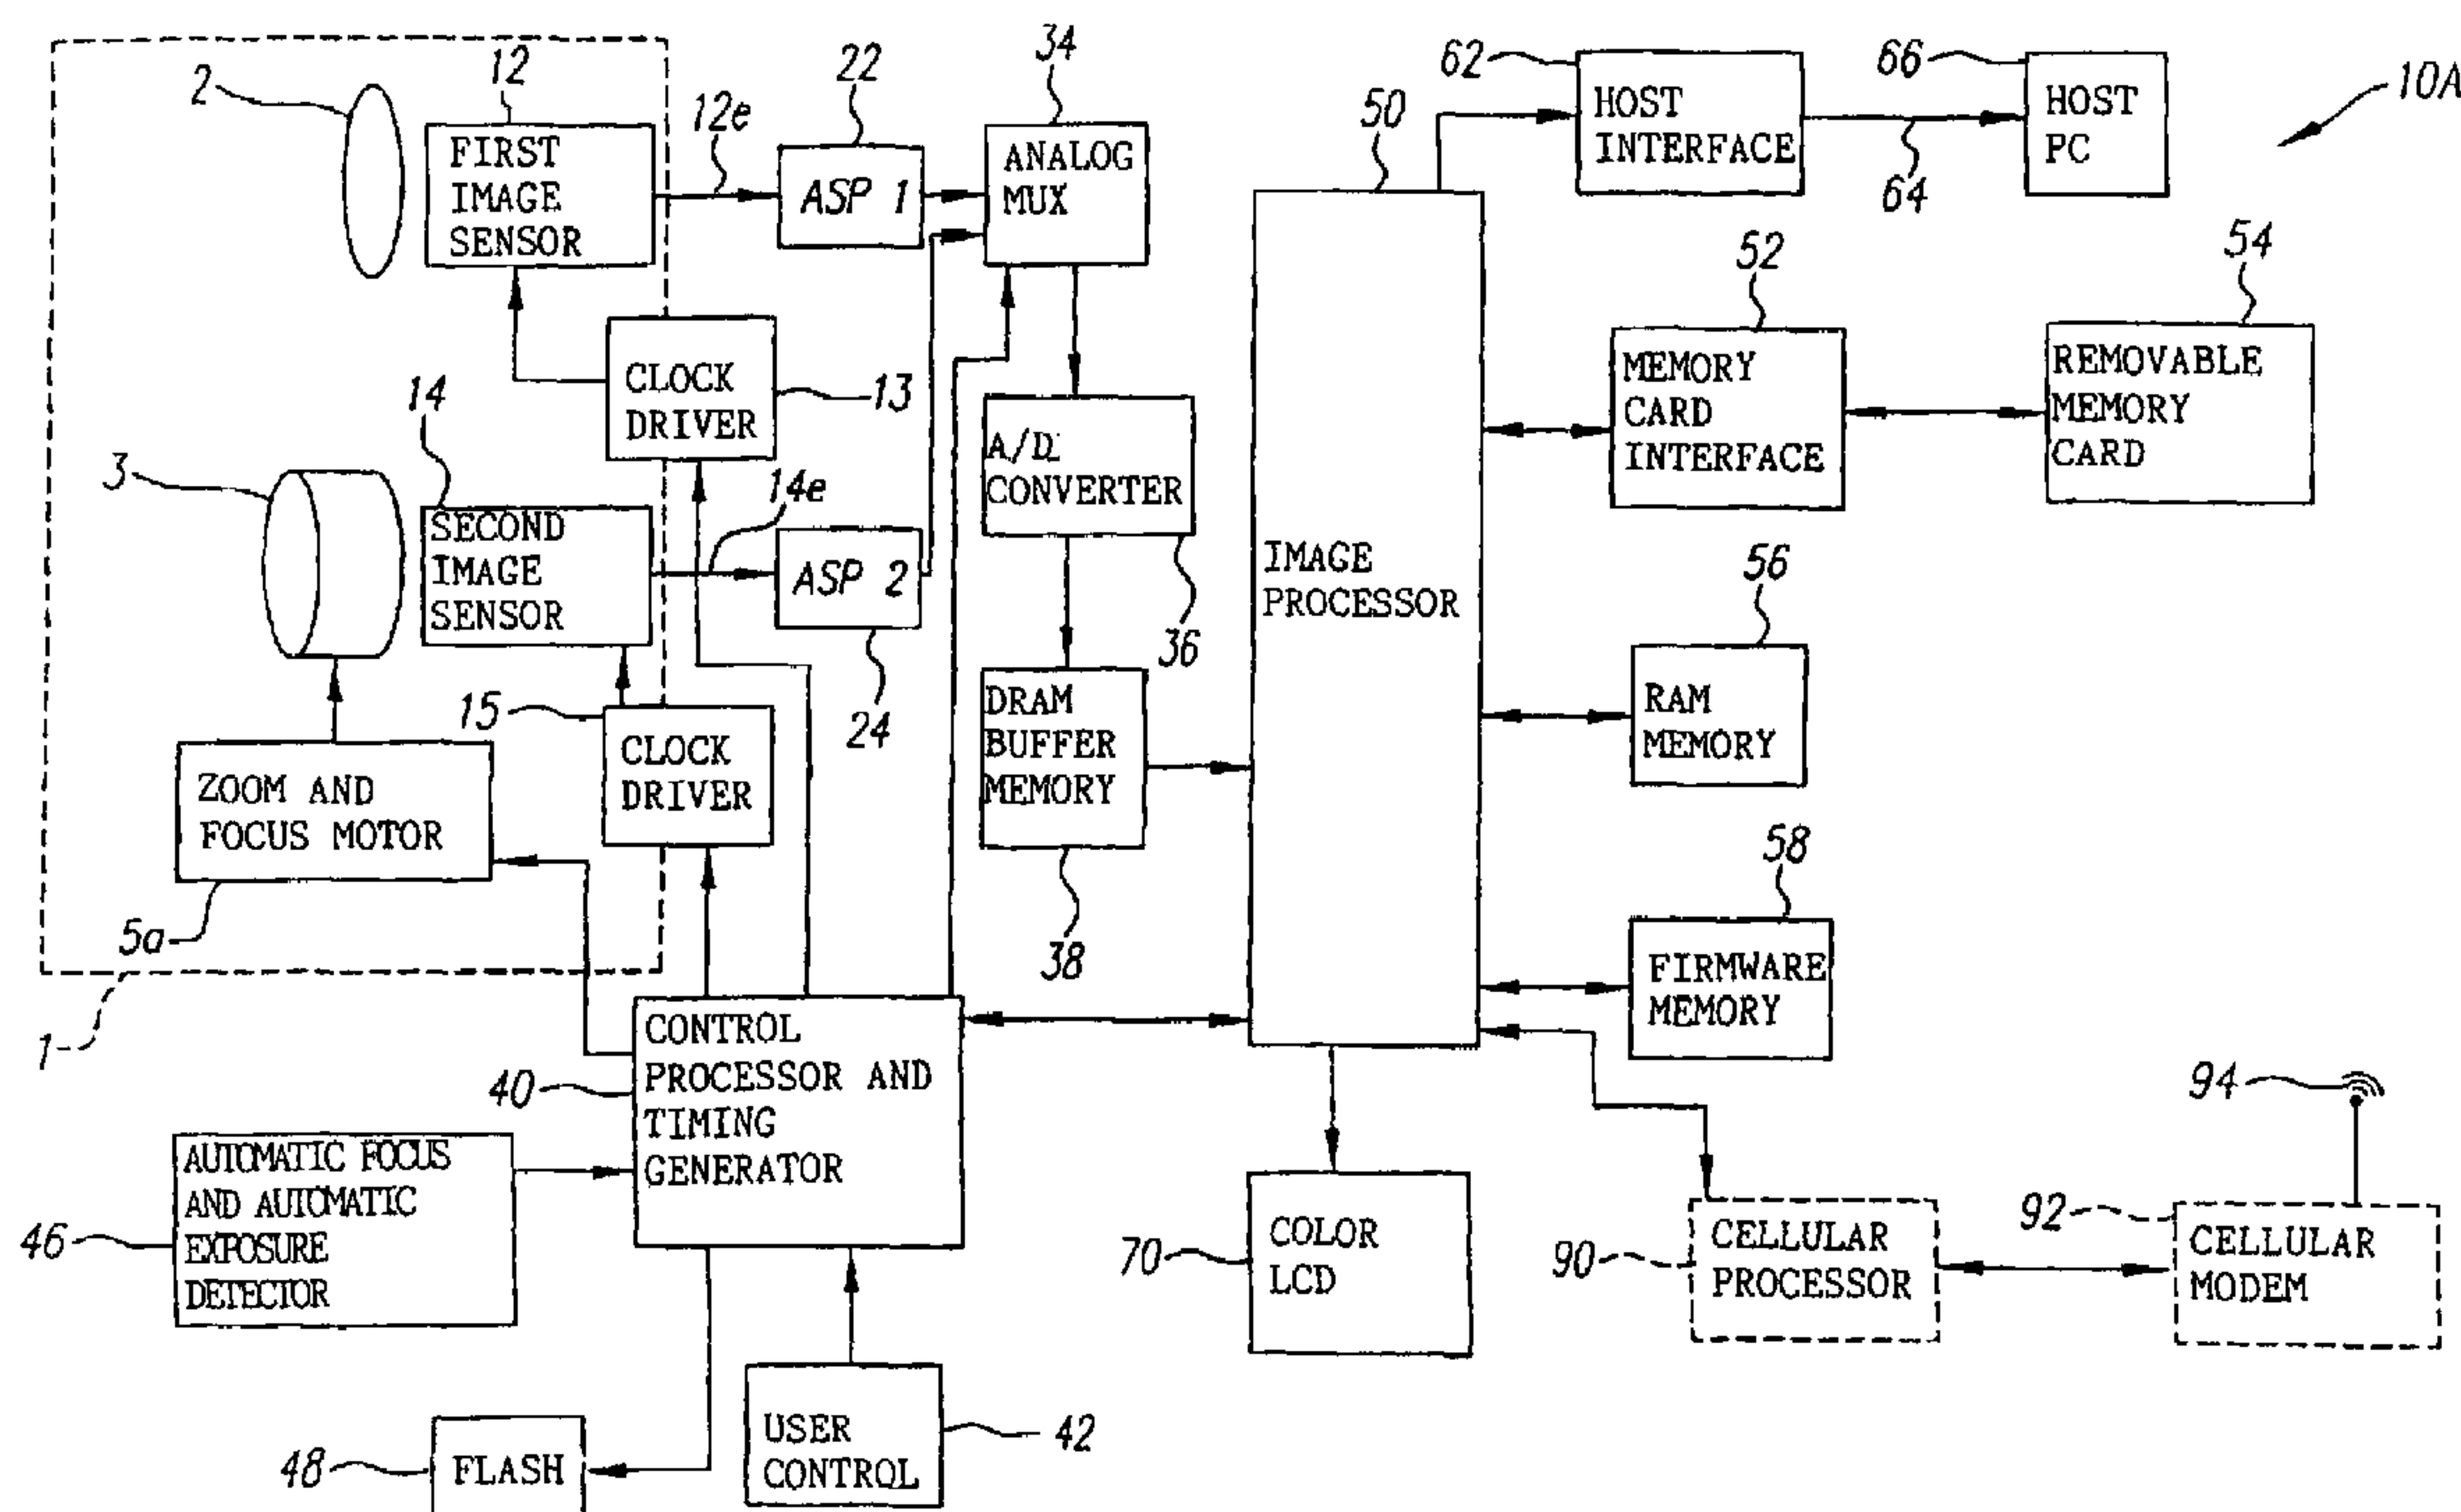 2
12
FIRST
IMAGE
SENSOR
12e
22
ASP 1
34
ANALOG
MUX
50
62
HOST
INTERFACE
64
66
HOST
PC
10A
CLOCK
DRIVER
13
52
MEMORY
CARD
INTERFACE
54
REMOVABLE
MEMORY
CARD
3
14
SECOND
IMAGE
SENSOR
14e
ASP 2
24
A/D
CONVERTER
36
IMAGE
PROCESSOR
56
RAM
MEMORY
15
CLOCK
DRIVER
DRAM
BUFFER
MEMORY
38
ZOOM AND
FOCUS MOTOR
5a
1
58
FIRMWARE
MEMORY
40
CONTROL
PROCESSOR AND
TIMING
GENERATOR
46
AUTOMATIC FOCUS
AND AUTOMATIC
EXPOSURE
DETECTOR
70
COLOR
LCD
90
CELLULAR
PROCESSOR
94
92
CELLULAR
MODEM
48
FLASH
USER
CONTROL
42